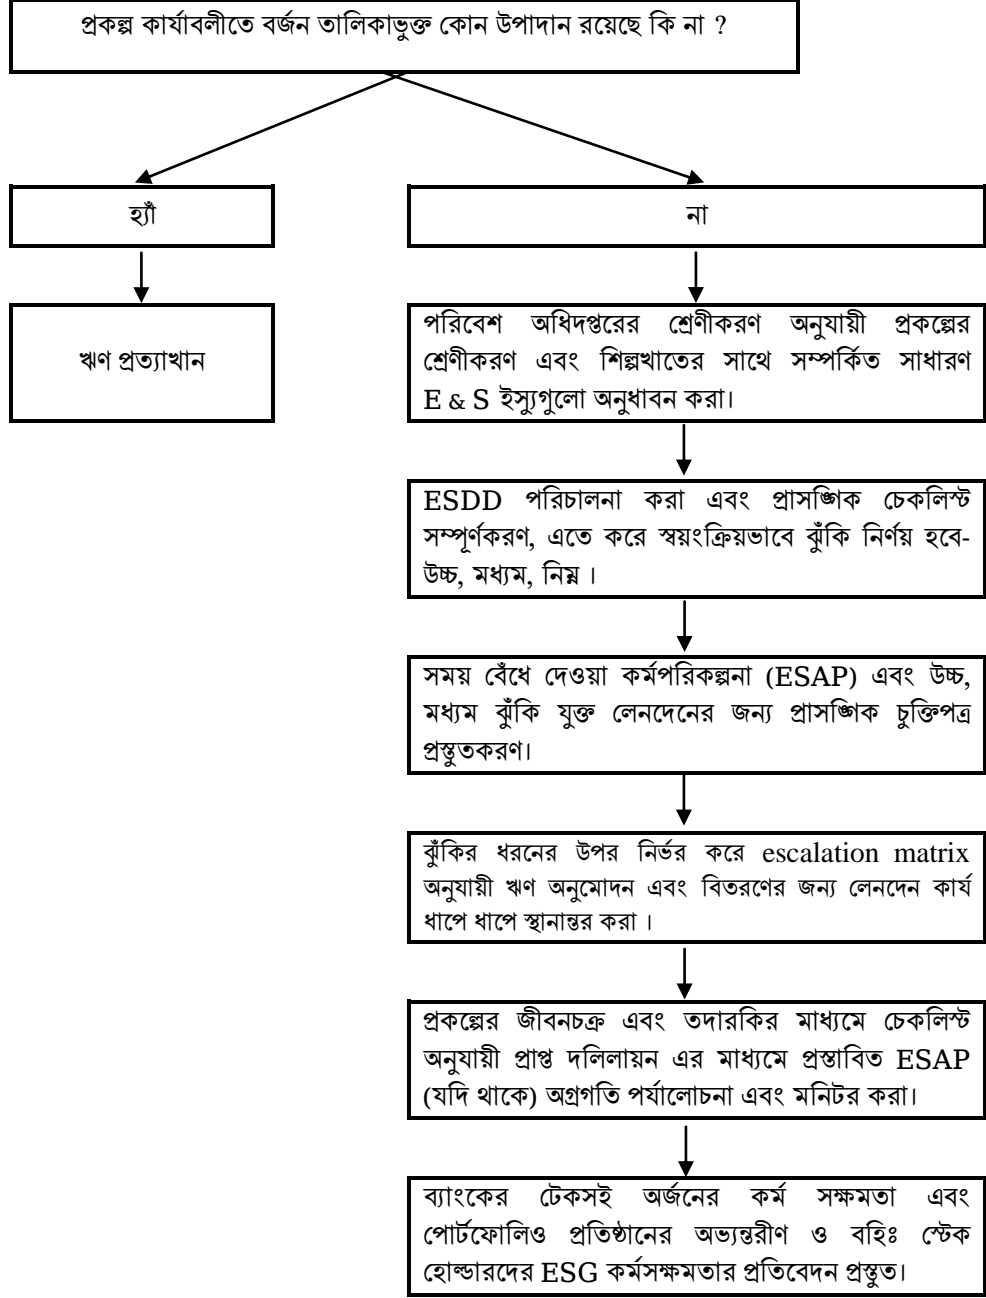 প্রকল্প কার্যাবলীতে বর্জন তালিকাভুক্ত কোন উপাদান রয়েছে কি না ?
হ্যাঁ
না
ঋণ প্রত্যাখান
পরিবেশ অধিদপ্তরের শ্রেণীকরণ অনুযায়ী প্রকল্পের
শ্রেণীকরণ এবং শিল্পখাতের সাথে সম্পর্কিত সাধারণ
E & S ইস্যুগুলো অনুধাবন করা।
ESDD পরিচালনা করা এবং প্রাসঙ্গিক চেকলিস্ট
সম্পূর্ণকরণ, এতে করে স্বয়ংক্রিয়ভাবে ঝুঁকি নির্ণয় হবে-
উচ্চ, মধ্যম, নিম্ন ।
সময় বেঁধে দেওয়া কর্মপরিকল্পনা (ESAP) এবং উচ্চ,
মধ্যম ঝুঁকি যুক্ত লেনদেনের জন্য প্রাসঙ্গিক চুক্তিপত্র
প্রস্তুতকরণ।
ঝুঁকির ধরনের উপর নির্ভর করে escalation matrix
অনুযায়ী ঋণ অনুমোদন এবং বিতরণের জন্য লেনদেন কার্য
ধাপে ধাপে স্থানান্তর করা ।
প্রকল্পের জীবনচক্র এবং তদারকির মাধ্যমে চেকলিস্ট
অনুযায়ী প্রাপ্ত দলিলায়ন এর মাধ্যমে প্রস্তাবিত ESAP
(যদি থাকে) অগ্রগতি পর্যালোচনা এবং মনিটর করা।
ব্যাংকের টেকসই অর্জনের কর্ম সক্ষমতা এবং
পোর্টফোলিও প্রতিষ্ঠানের অভ্যন্তরীণ ও বহিঃ স্টেক
হোল্ডারদের ESG কর্মসক্ষমতার প্রতিবেদন প্রস্তুত।